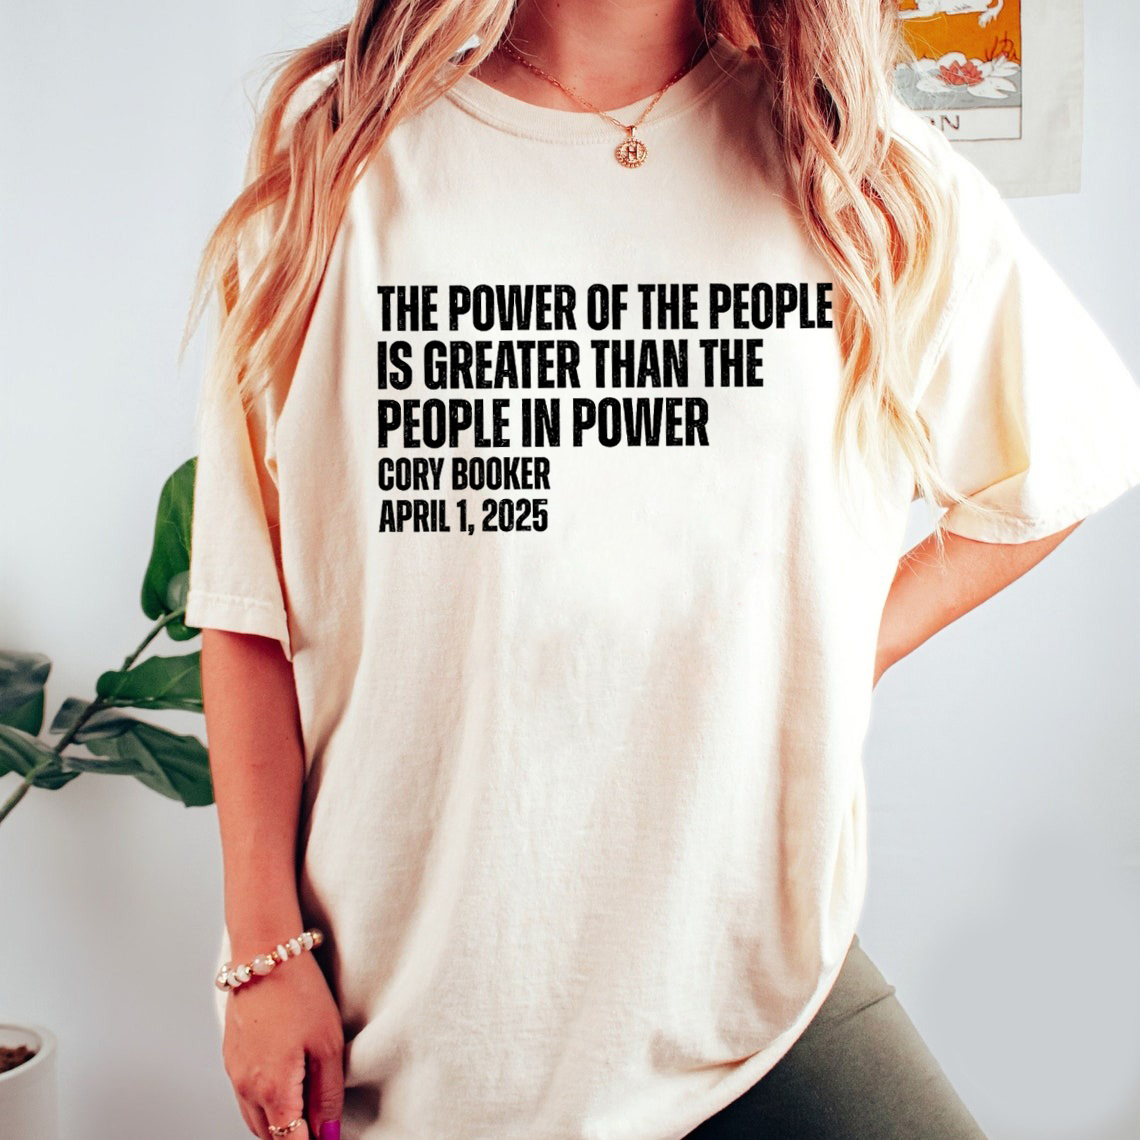 THE POWER OF THE PEOPLE
IS GREATER THAN THE
PEOPLE IN POWER
CORY BOOKER
APRIL 1, 2025
H